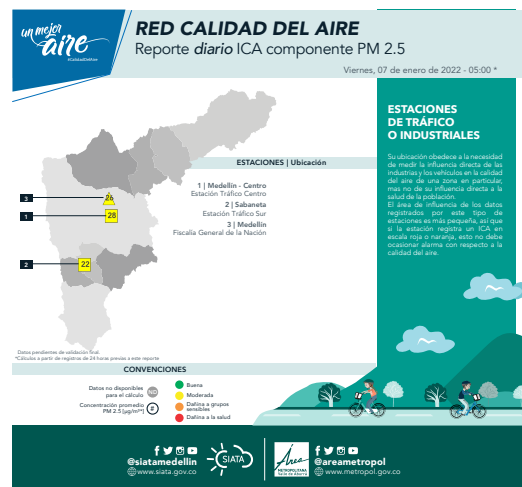 un mejor
aire
#CalidadDelAire
RED CALIDAD DEL AIRE
Reporte diario ICA componente PM 2.5
Viernes, 07 de enero de 2022 - 05:00 *
ESTACIONES
DE TRÁFICO
O INDUSTRIALES
Su ubicación obedece a la necesidad
de medir la influencia directa de las
industrias y los vehículos en la calidad
del aire de una zona en particular,
mas no de su influencia directa a la
salud de la población.
El área de influencia de los datos
registrados por este tipo de
estaciones es más pequeña, así que
si la estación registra un ICA en
escala roja o naranja, esto no debe
ocasionar alarma con respecto a la
calidad del aire.
ESTACIONES | Ubicación
1 | Medellín - Centro
Estación Tráfico Centro
2 | Sabaneta
Estación Tráfico Sur
3 | Medellín
Fiscalía General de la Nación
3
26
1
28
2
22
Datos pendientes de validación final.
*Cálculos a partir de registros de 24 horas previas a este reporte
CONVENCIONES
Datos no disponibles
para el cálculo
Concentración promedio
PM 2.5 [µg/m³]
#
Buena
Moderada
Dañina a grupos
sensibles
Dañina a la salud
@siatamedellin
www.siata.gov.co
SIATA
Área
METROPOLITANA
Valle de Aburrá
@areametropol
www.metropol.gov.co